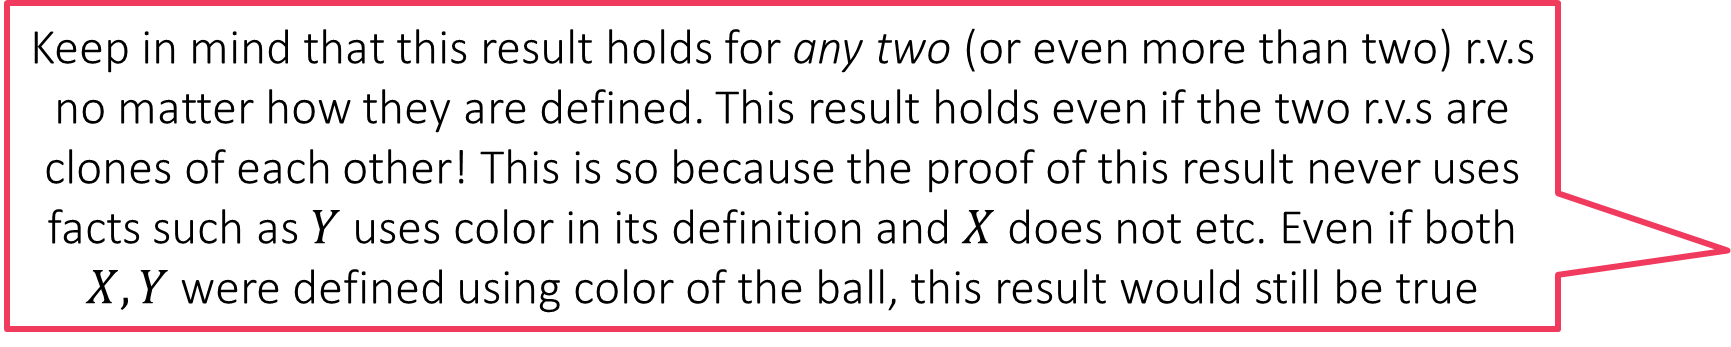 Keep in mind that this result holds for any two (or even more than two) r.v.s
no matter how they are defined. This result holds even if the two r.v.s are
clones of each other! This is so because the proof of this result never uses
facts such as 𝑌 uses color in its definition and 𝑋 does not etc. Even if both
𝑋, 𝑌 were defined using color of the ball, this result would still be true